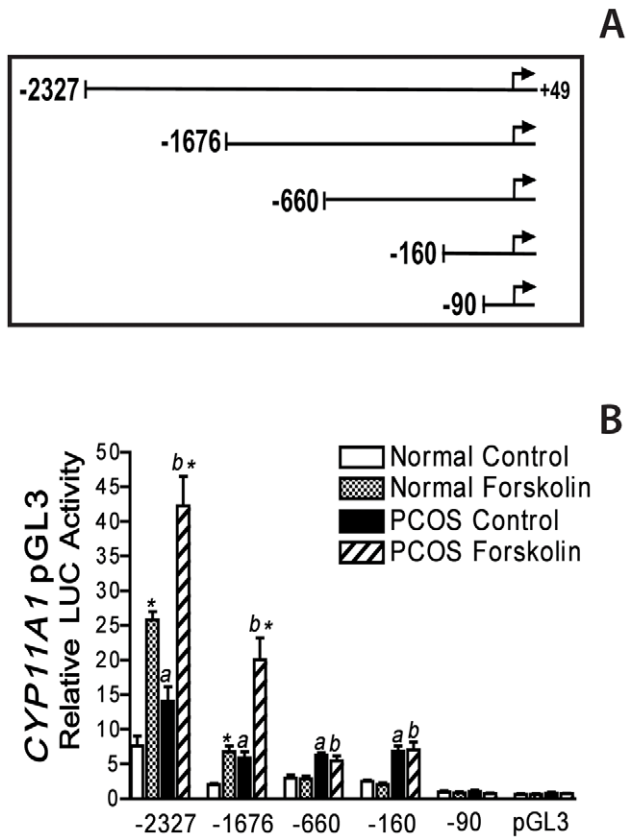 A
-2327
+49
-1676
-660
-160
-90
B
CYP11A1 pGL3
Relative LUC Activity
50
45
40
35
30
25
20
15
10
5
0
Normal Control
Normal Forskolin
PCOS Control
PCOS Forskolin
*
a
b*
*
a
b*
a
b
a
b
-2327
-1676
-660
-160
-90
pGL3